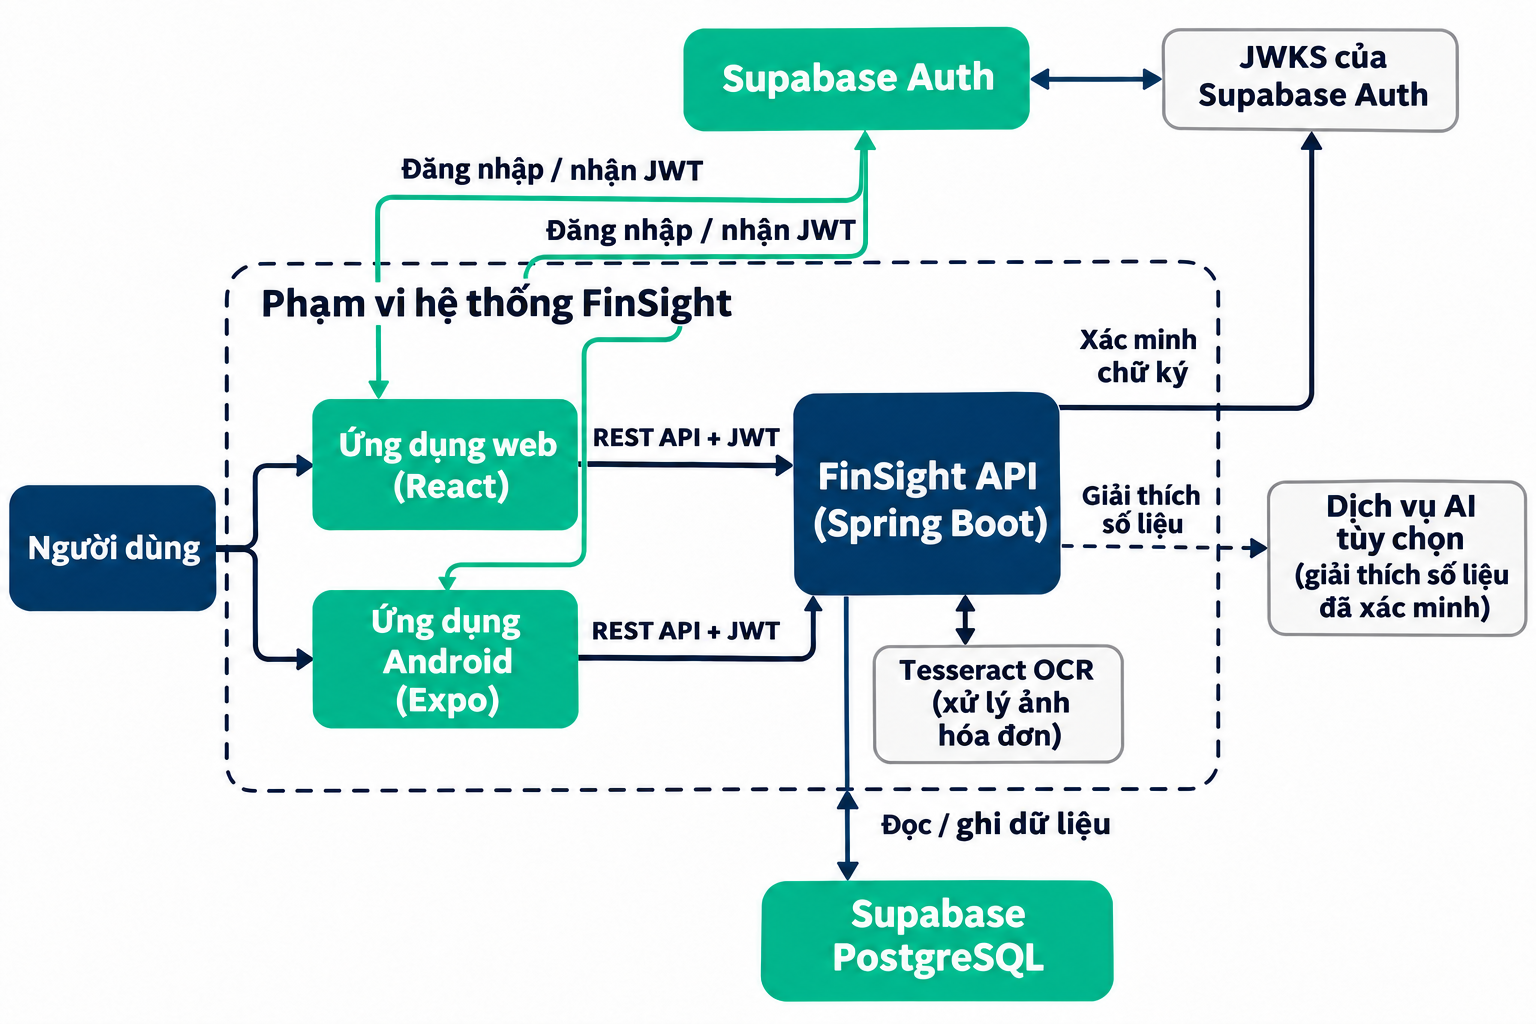 Supabase Auth
JWKS của
Supabase Auth
Đăng nhập / nhận JWT
Đăng nhập / nhận JWT
Phạm vi hệ thống FinSight
Xác minh
chữ ký
Ứng dụng web
(React)
REST API + JWT
FinSight API
(Spring Boot)
Giải thích
số liệu
Dịch vụ AI
tùy chọn
(giải thích số liệu
đã xác minh)
Người dùng
Ứng dụng
Android
(Expo)
REST API + JWT
Tesseract OCR
(xử lý ảnh
hóa đơn)
Đọc / ghi dữ liệu
Supabase
PostgreSQL